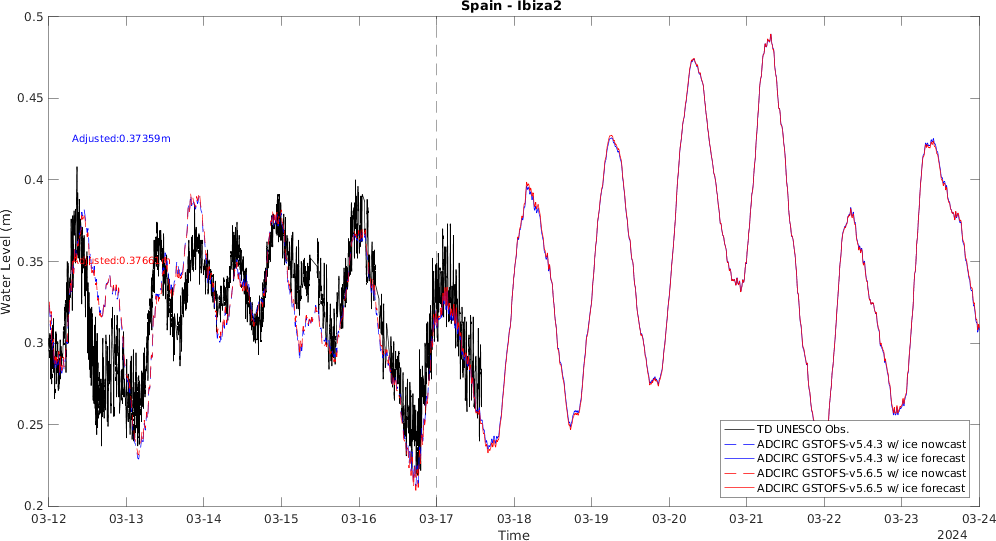 Spain - Ibiza2
Water Level (m)
0.5
0.45
0.4
0.35
0.3
0.25
0.2
Adjusted:0.37359m
03-12
03-13
03-14
03-15
03-16
03-17
03-18
03-19
03-20
03-21
03-22
03-23
03-24
Time
2024
TD UNESCO Obs.
ADCIRC GSTOFS-v5.4.3 w/ ice nowcast
ADCIRC GSTOFS-v5.4.3 w/ ice forecast
ADCIRC GSTOFS-v5.6.5 w/ ice nowcast
ADCIRC GSTOFS-v5.6.5 w/ ice forecast